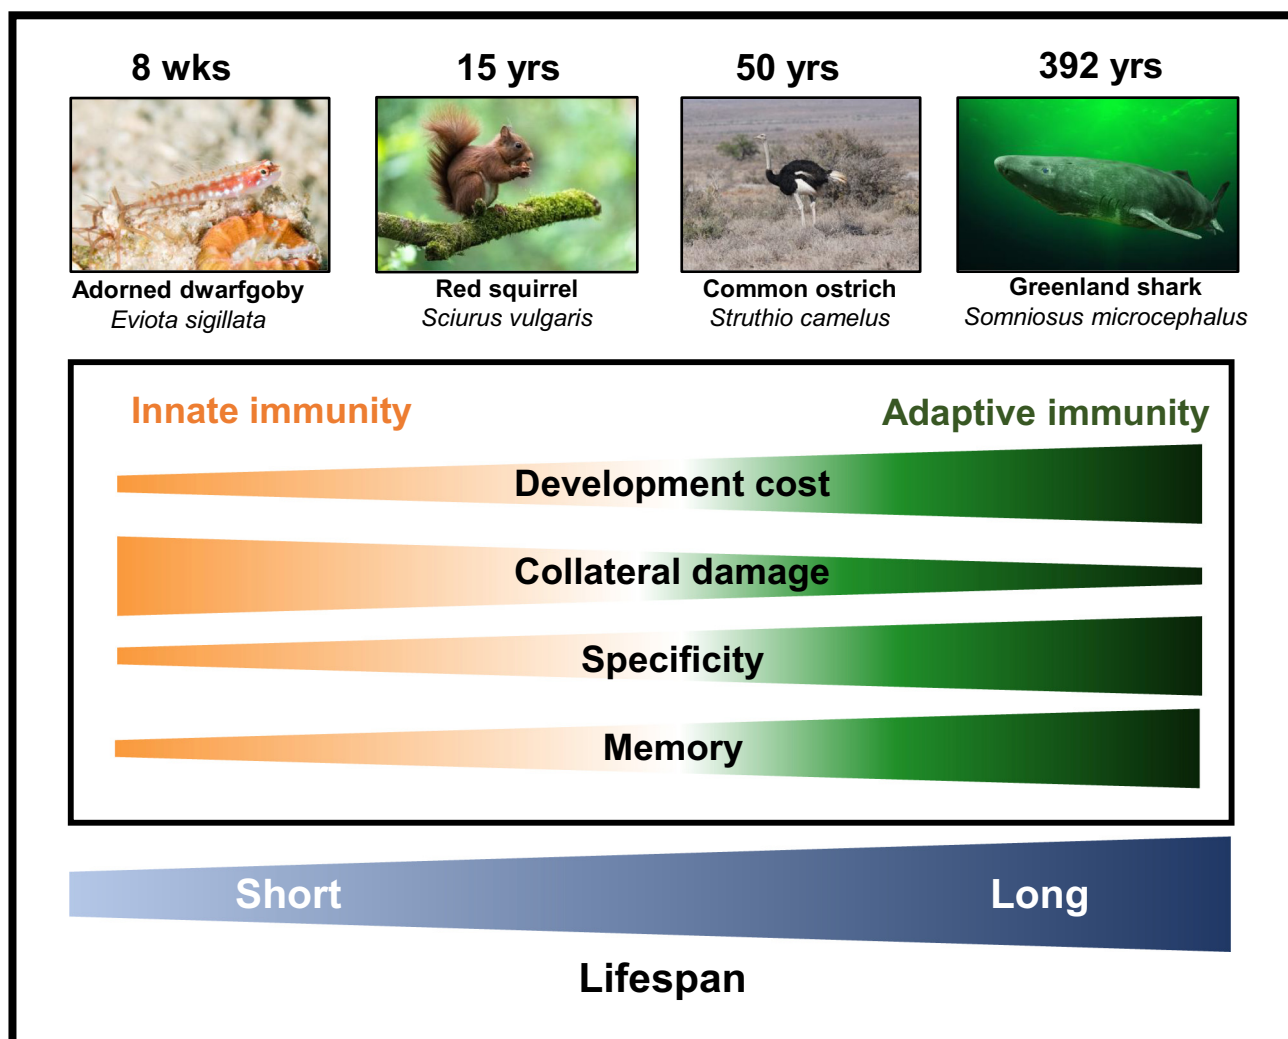 8 wks
15 yrs
50 yrs
392 yrs
Adorned dwarfgoby
Eviota sigillata
Red squirrel
Sciurus vulgaris
Common ostrich
Struthio camelus
Greenland shark
Somniosus microcephalus
Innate immunity
Adaptive immunity
Development cost
Collateral damage
Specificity
Memory
Short
Long
Lifespan